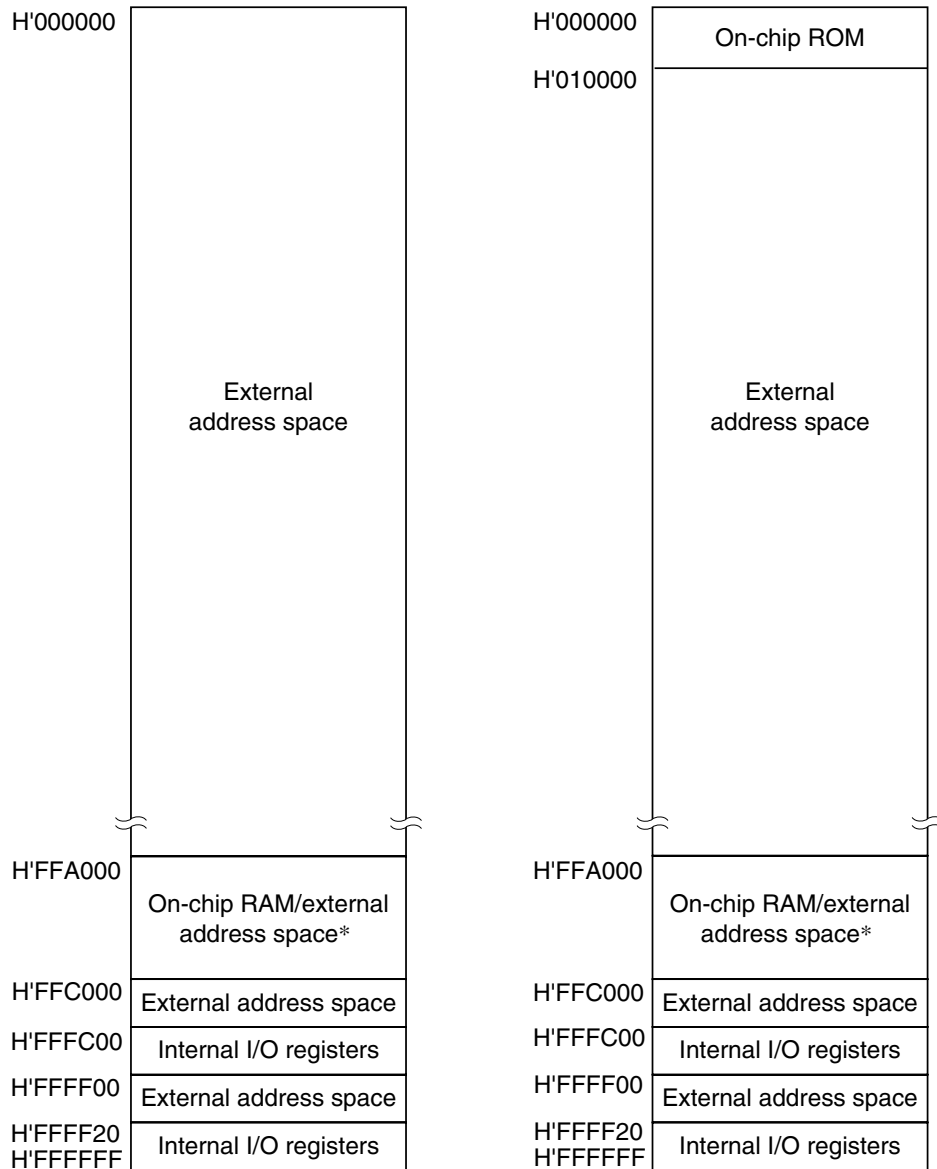 H'000000
External
address space
H'FFA000
On-chip RAM/external
address space*
H'FFC000
External address space
H'FFFC00
Internal I/O registers
H'FFFF00
External address space
H'FFFF20
Internal I/O registers
H'FFFFFF
H'000000
On-chip ROM
H'010000
External
address space
H'FFA000
On-chip RAM/external
address space*
H'FFC000
External address space
H'FFFC00
Internal I/O registers
H'FFFF00
External address space
H'FFFF20
Internal I/O registers
H'FFFFFF